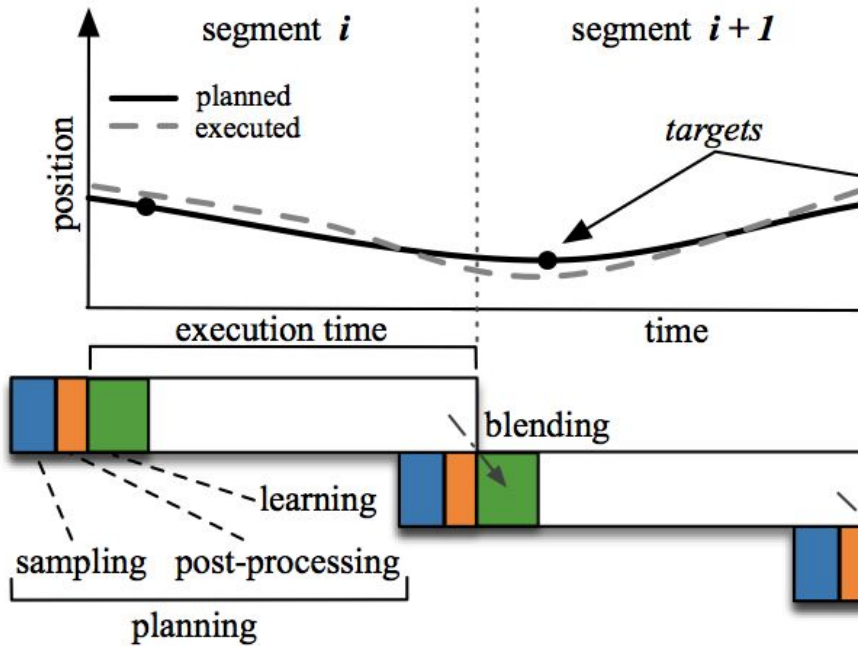 segment i
segment i + 1
planned
executed
targets
position
execution time
time
blending
learning
sampling
post-processing
planning